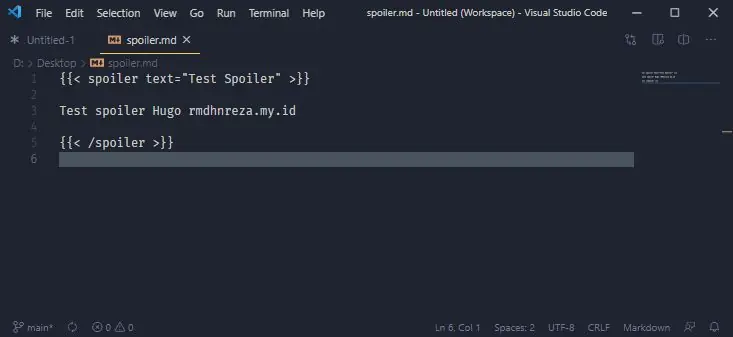 File Edit Selection View Go Run Terminal Help spoiler.md - Untitled (Workspace) - Visual Studio Code
Untitled-1 spoiler.md
D: > Desktop > spoiler.md
1 {{< spoiler text="Test Spoiler" >}}
2
3 Test spoiler Hugo rmdhnreza.my.id
4
5 {{< /spoiler >}}
6
main* 0 0 Ln 6, Col 1 Spaces: 2 UTF-8 CRLF Markdown